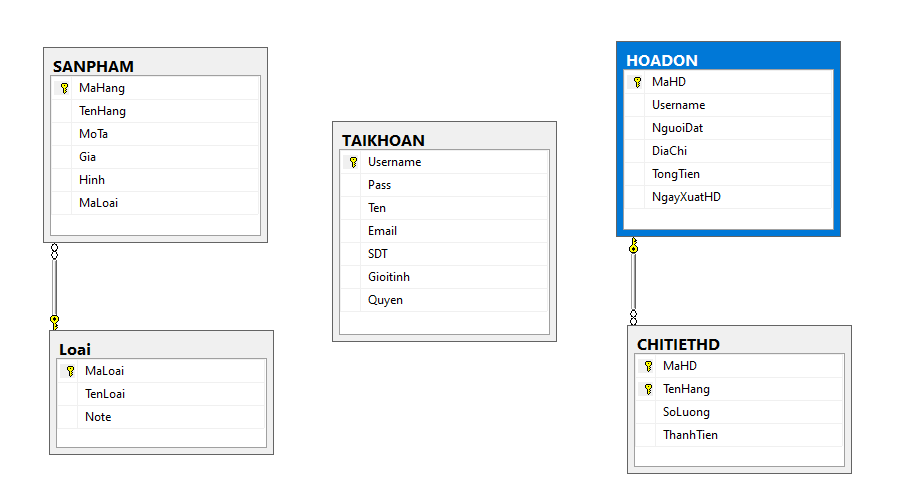 SANPHAM
MaHang
TenHang
MoTa
Gia
Hinh
MaLoai
Loai
MaLoai
TenLoai
Note
TAIKHOAN
Username
Pass
Ten
Email
SDT
Gioitinh
Quyen
HOADON
MaHD
Username
NguoiDat
DiaChi
TongTien
NgayXuatHD
CHITIETHD
MaHD
TenHang
SoLuong
ThanhTien